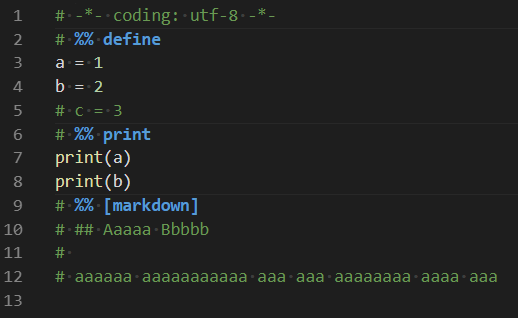 1 # -*- coding: utf-8 -*-
2 # %% define
3 a = 1
4 b = 2
5 # c = 3
6 # %% print
7 print(a)
8 print(b)
9 # %% [markdown]
10 # ## Aaaaa Bbbbb
11 #
12 # aaaaaa aaaaaaaaaaa aaa aaa aaaaaaaa aaaa aaa
13